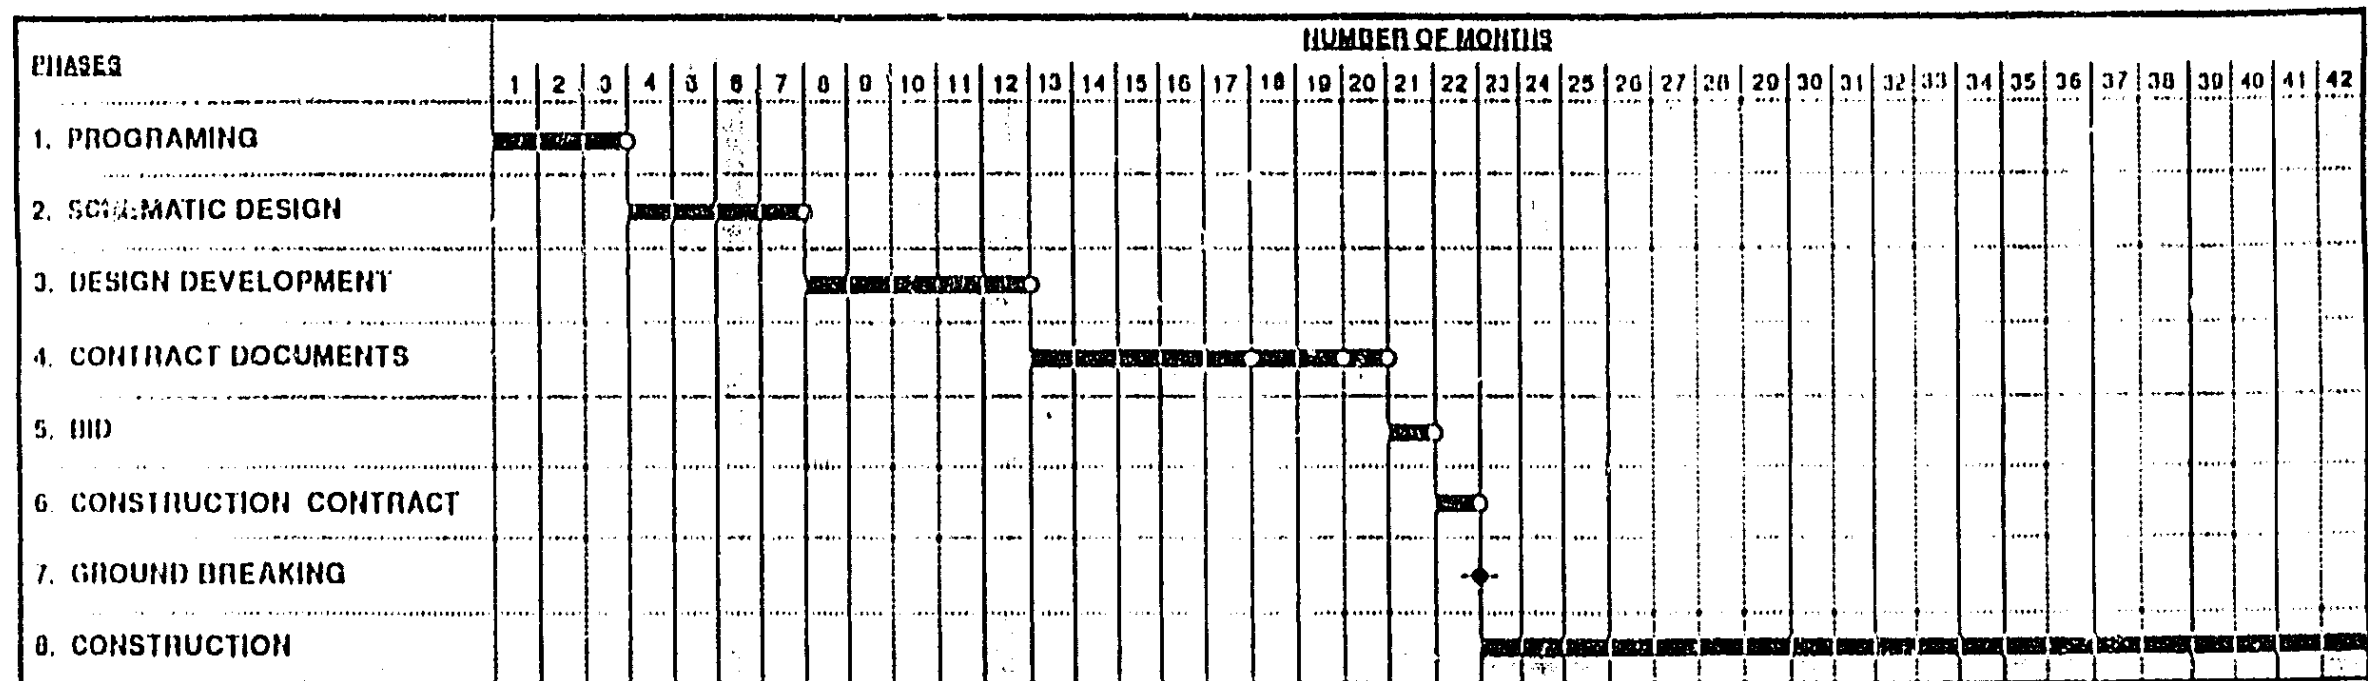 NUMBER OF MONTHS
PHASES
1 2 3 4 5 6 7 8 9 10 11 12 13 14 15 16 17 18 19 20 21 22 23 24 25 26 27 28 29 30 31 32 33 34 35 36 37 38 39 40 41 42
1. PROGRAMING
2. SCHEMATIC DESIGN
3. DESIGN DEVELOPMENT
4. CONTRACT DOCUMENTS
5. BID
6. CONSTRUCTION CONTRACT
7. GROUND BREAKING
8. CONSTRUCTION